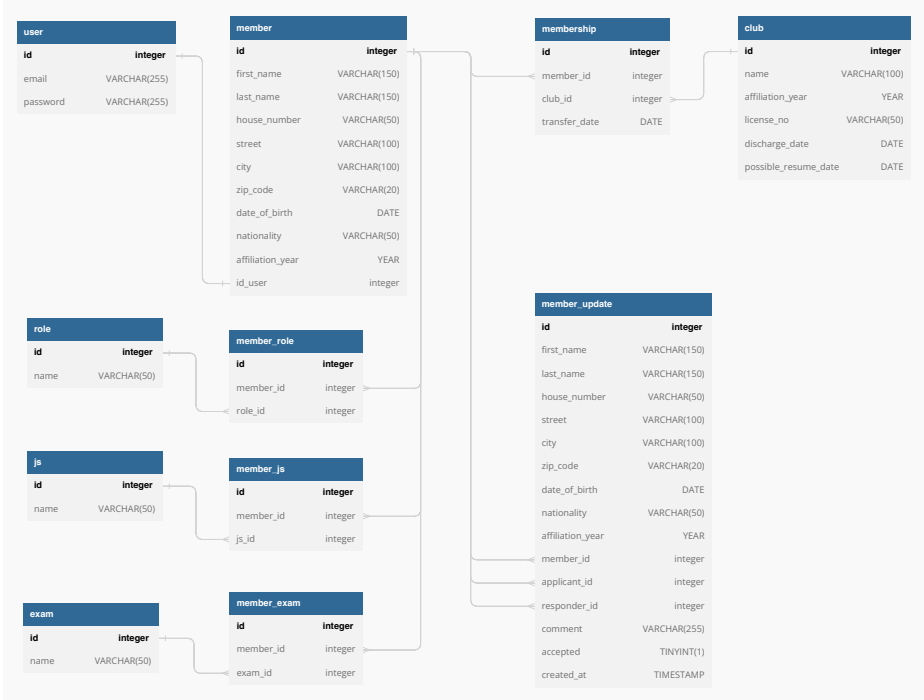 user
id integer
email VARCHAR(255)
password VARCHAR(255)
member
id integer
first_name VARCHAR(150)
last_name VARCHAR(150)
house_number VARCHAR(50)
street VARCHAR(100)
city VARCHAR(100)
zip_code VARCHAR(20)
date_of_birth DATE
nationality VARCHAR(50)
affiliation_year YEAR
id_user integer
membership
id integer
member_id integer
club_id integer
transfer_date DATE
club
id integer
name VARCHAR(100)
affiliation_year YEAR
license_no VARCHAR(50)
discharge_date DATE
possible_resume_date DATE
role
id integer
name VARCHAR(50)
member_role
id integer
member_id integer
role_id integer
js
id integer
name VARCHAR(50)
member_js
id integer
member_id integer
js_id integer
exam
id integer
name VARCHAR(50)
member_exam
id integer
member_id integer
exam_id integer
member_update
id integer
first_name VARCHAR(150)
last_name VARCHAR(150)
house_number VARCHAR(50)
street VARCHAR(100)
city VARCHAR(100)
zip_code VARCHAR(20)
date_of_birth DATE
nationality VARCHAR(50)
affiliation_year YEAR
member_id integer
applicant_id integer
responder_id integer
comment VARCHAR(255)
accepted TINYINT(1)
created_at TIMESTAMP